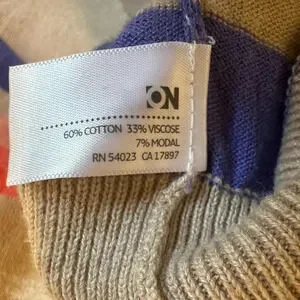 ON
60% COTTON 33% VISCOSE
7% MODAL
RN 54023 CA 17897